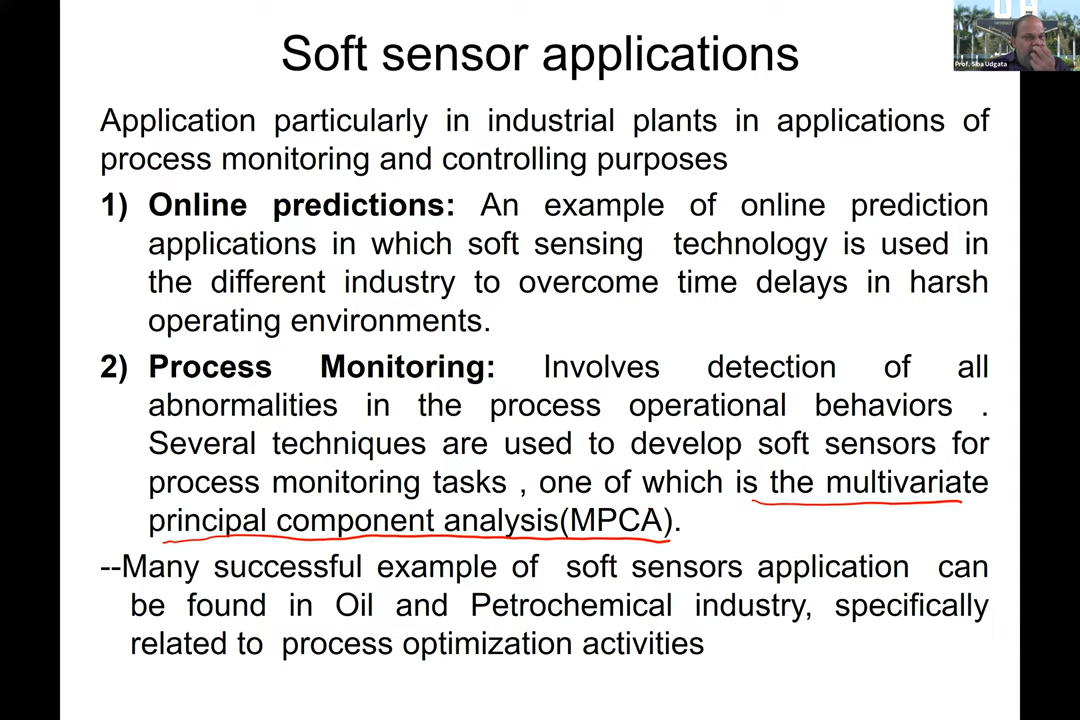 Soft sensor applications
Prof. Siba Udgata
Application particularly in industrial plants in applications of
process monitoring and controlling purposes
1) Online predictions: An example of online prediction
applications in which soft sensing technology is used in
the different industry to overcome time delays in harsh
operating environments.
2) Process Monitoring: Involves detection of all
abnormalities in the process operational behaviors .
Several techniques are used to develop soft sensors for
process monitoring tasks , one of which is the multivariate
principal component analysis(MPCA).
--Many successful example of soft sensors application can
be found in Oil and Petrochemical industry, specifically
related to process optimization activities